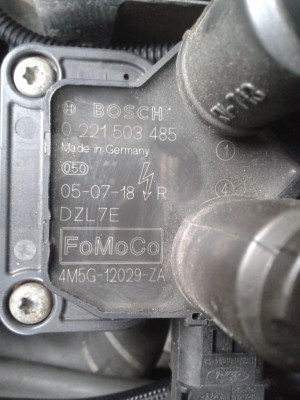 BOSCH
0 221 503 485
Made in Germany
050
05-07-18 R
DZL7E
FoMoCo
4M5G-12029-ZA
1
4